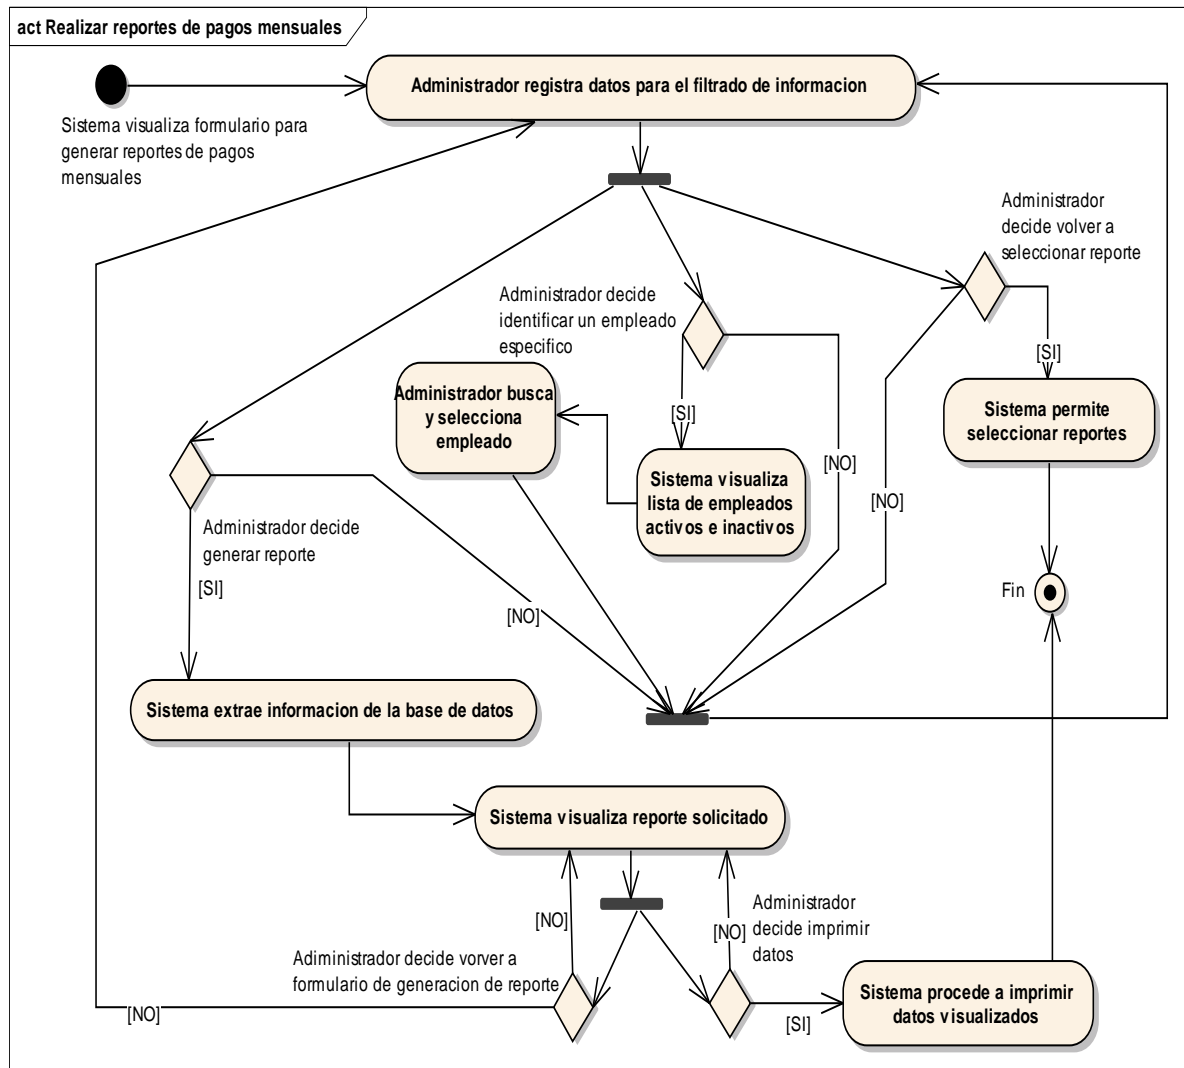 act Realizar reportes de pagos mensuales
Administrador registra datos para el filtrado de informacion
Sistema visualiza formulario para
generar reportes de pagos
mensuales
Administrador
decide volver a
seleccionar reporte
Administrador decide
identificar un empleado
especifico
[SI]
Administrador busca
y selecciona
empleado
[SI]
Sistema permite
seleccionar reportes
[NO]
Sistema visualiza
lista de empleados
activos e inactivos
[NO]
Administrador decide
generar reporte
[SI]
[NO]
Fin
Sistema extrae informacion de la base de datos
Sistema visualiza reporte solicitado
[NO]
[NO]
Administrador
decide imprimir
datos
Adiministrador decide vorver a
formulario de generacion de reporte
Sistema procede a imprimir
datos visualizados
[NO]
[SI]